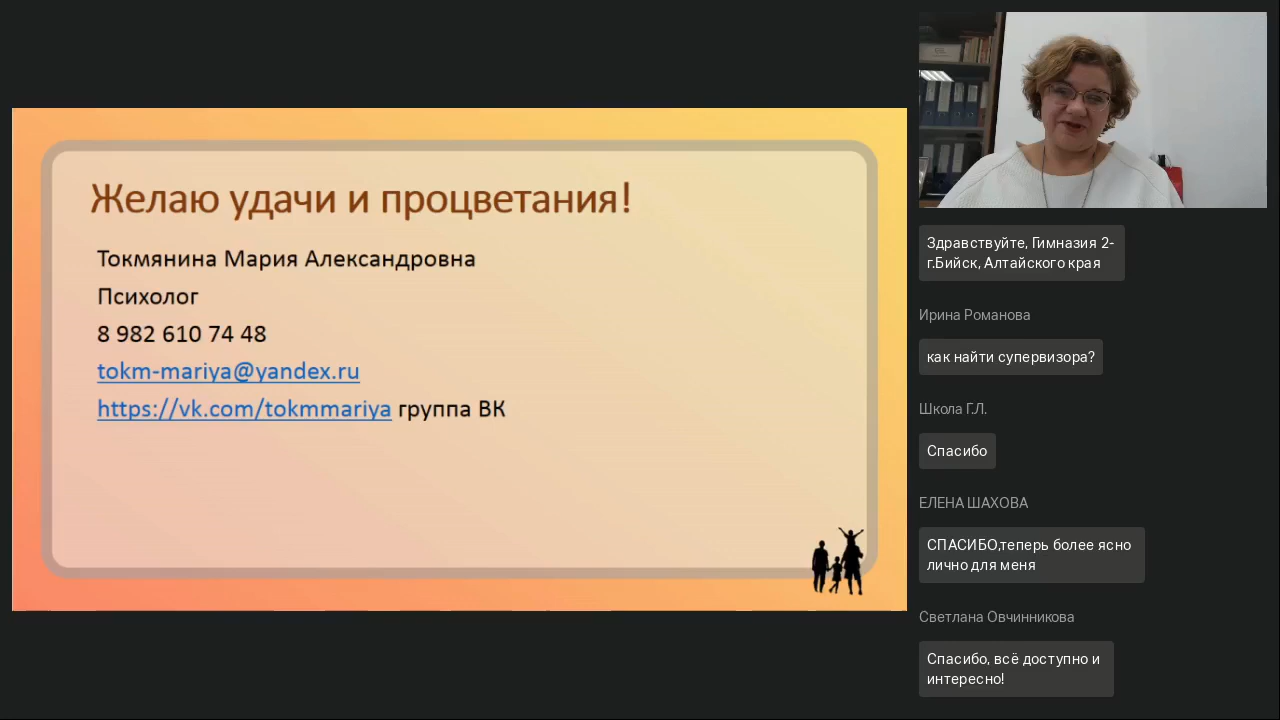 Желаю удачи и процветания!
Токмянина Мария Александровна
Психолог
8 982 610 74 48
tokm-mariya@yandex.ru
https://vk.com/tokmmariya группа ВК
Здравствуйте, Гимназия 2-
г.Бийск, Алтайского края
Ирина Романова
как найти супервизора?
Школа Г.Л.
Спасибо
ЕЛЕНА ШАХОВА
СПАСИБО,теперь более ясно
лично для меня
Светлана Овчинникова
Спасибо, всё доступно и
интересно!